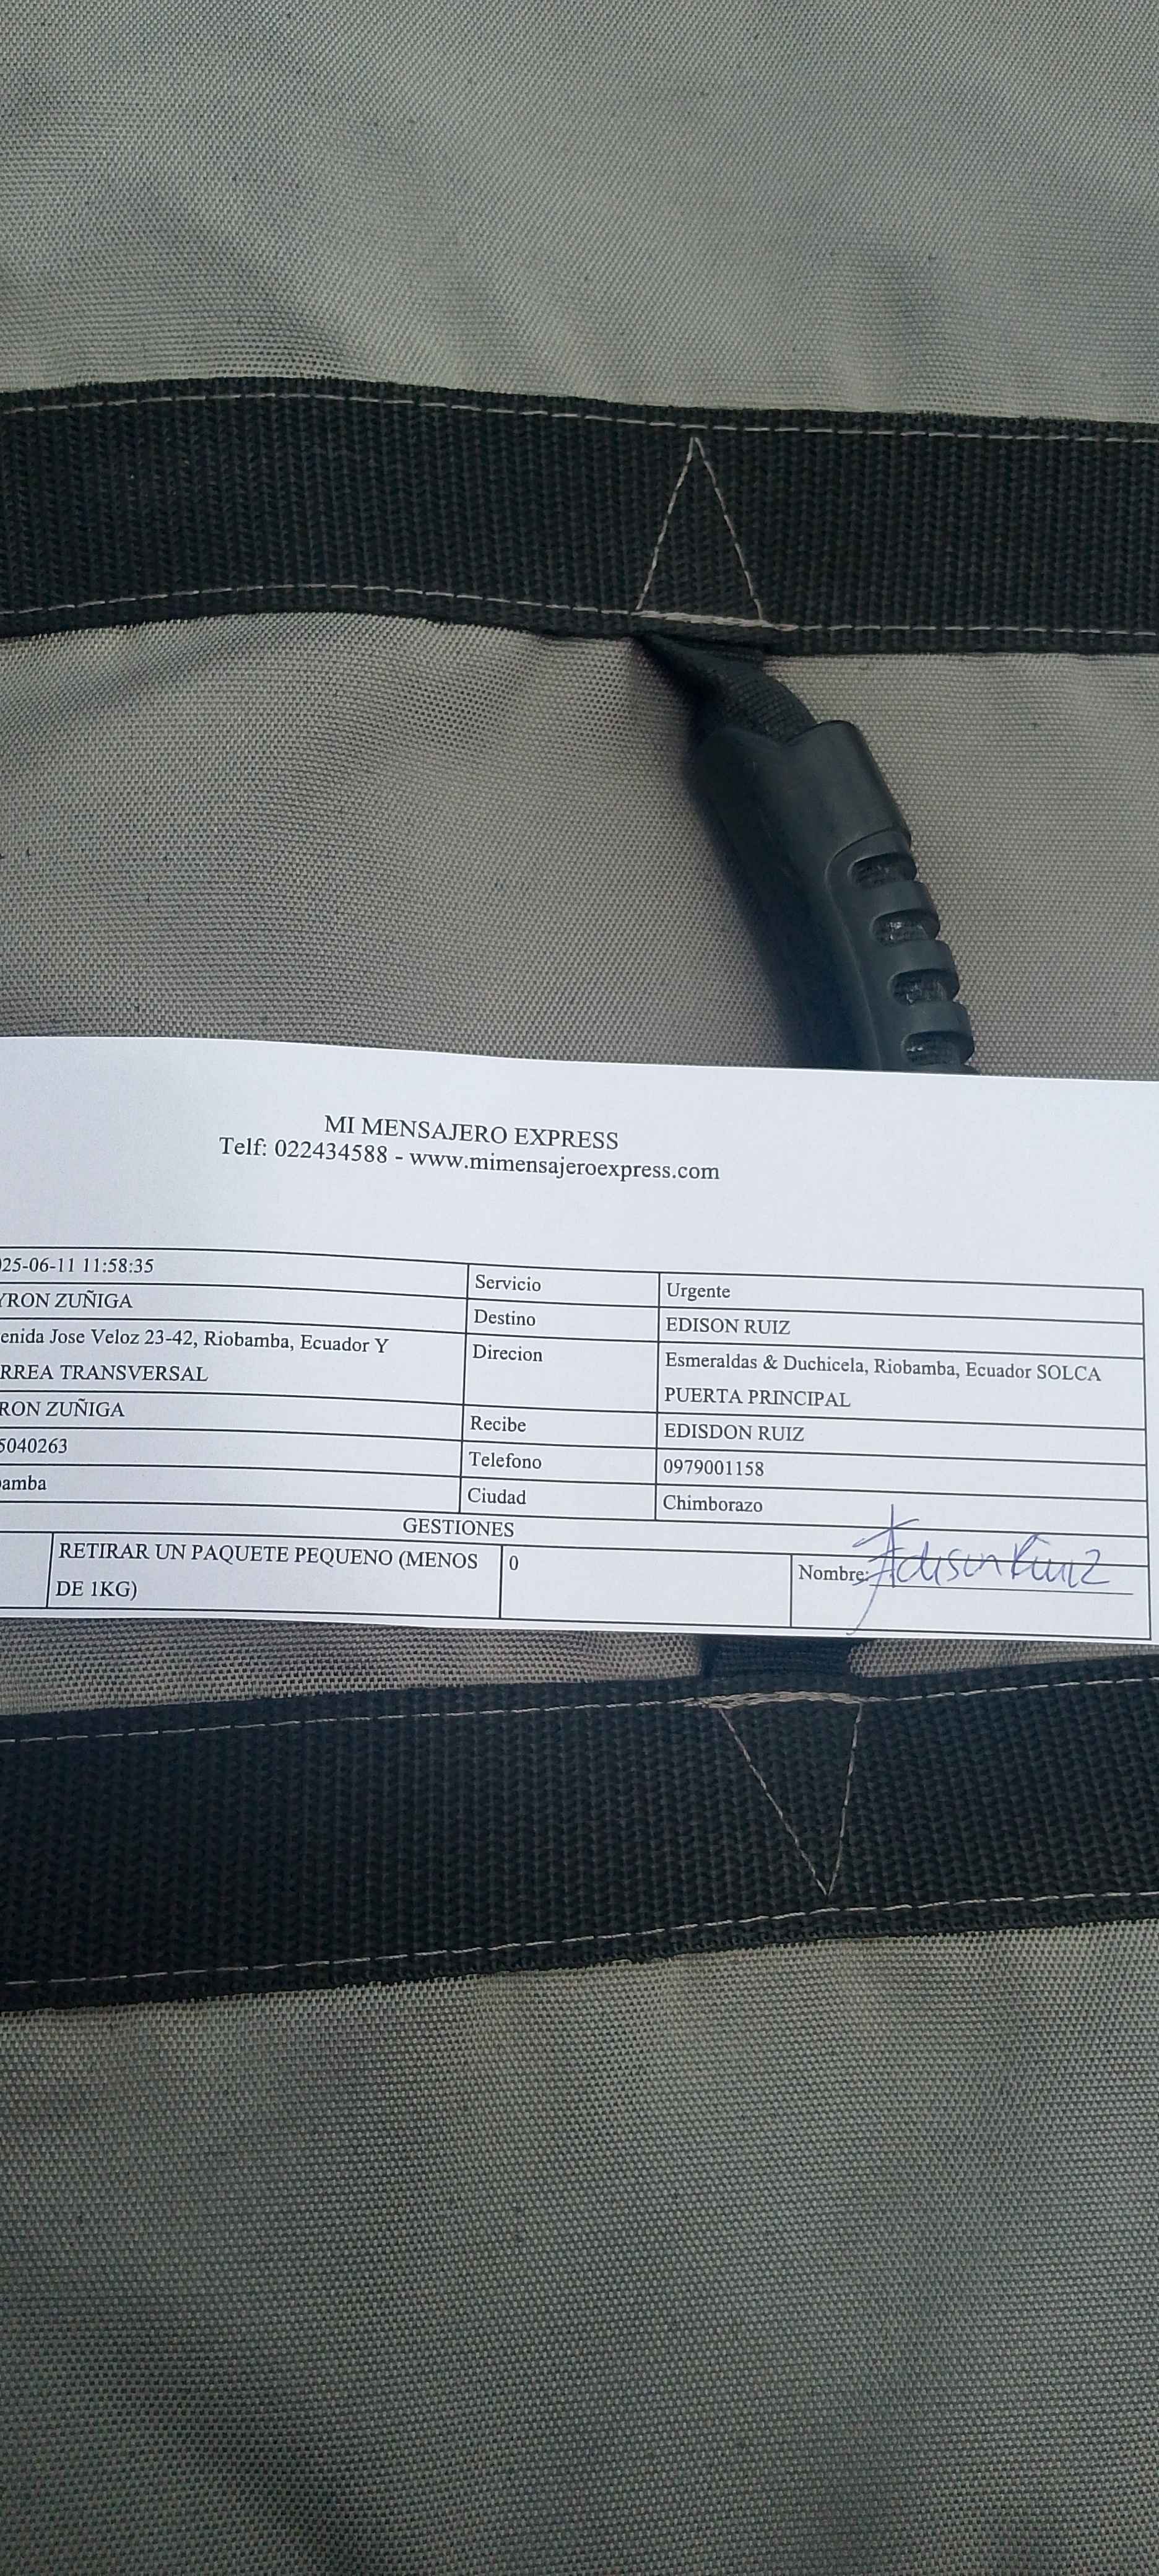 MI MENSAJERO EXPRESS
Telf: 022434588 - www.mimensajeroexpress.com
25-06-11 11:58:35
Servicio
Urgente
YRON ZUÑIGA
Destino
EDISON RUIZ
enida Jose Veloz 23-42, Riobamba, Ecuador Y
RREA TRANSVERSAL
Direcion
Esmeraldas & Duchicela, Riobamba, Ecuador SOLCA
PUERTA PRINCIPAL
RON ZUÑIGA
Recibe
EDISDON RUIZ
5040263
Telefono
0979001158
amba
Ciudad
Chimborazo
GESTIONES
RETIRAR UN PAQUETE PEQUENO (MENOS
DE 1KG)
0
Nombre: Edison Ruiz